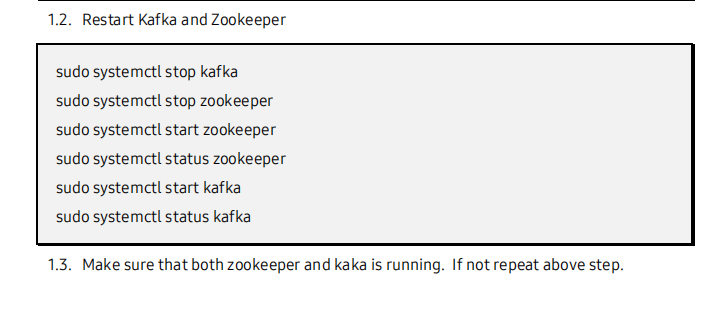 1.2. Restart Kafka and Zookeeper
sudo systemctl stop kafka
sudo systemctl stop zookeeper
sudo systemctl start zookeeper
sudo systemctl status zookeeper
sudo systemctl start kafka
sudo systemctl status kafka
1.3. Make sure that both zookeeper and kaka is running. If not repeat above step.